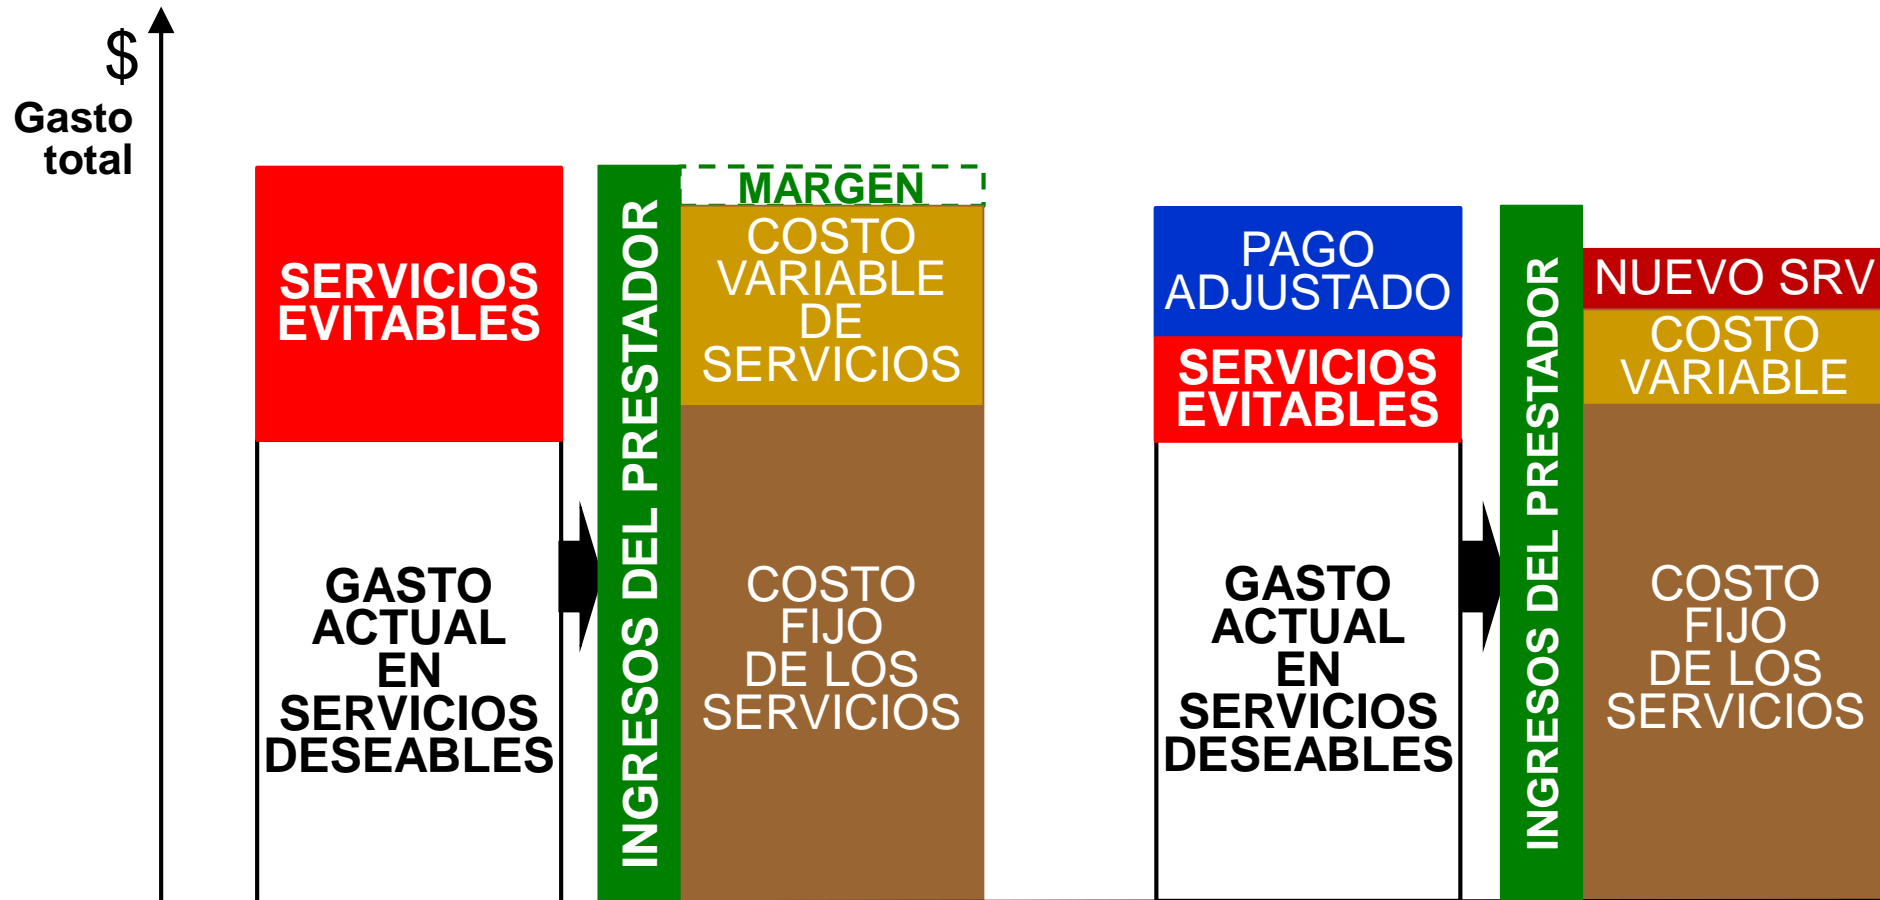 $
Gasto
total
SERVICIOS
EVITABLES
GASTO
ACTUAL
EN
SERVICIOS
DESEABLES
INGRESOS DEL PRESTADOR
MARGEN
COSTO
VARIABLE
DE
SERVICIOS
COSTO
FIJO
DE LOS
SERVICIOS
PAGO
ADJUSTADO
SERVICIOS
EVITABLES
GASTO
ACTUAL
EN
SERVICIOS
DESEABLES
INGRESOS DEL PRESTADOR
NUEVO SRV
COSTO
VARIABLE
COSTO
FIJO
DE LOS
SERVICIOS